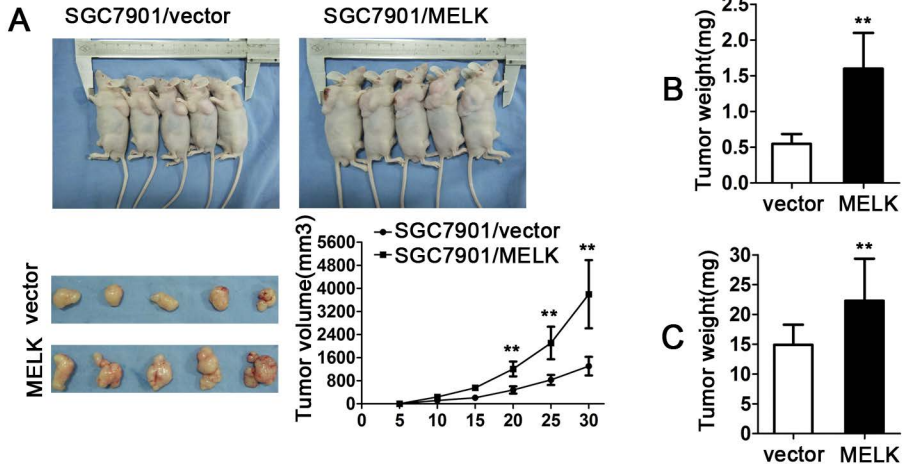 A
SGC7901/vector
SGC7901/MELK
vector
MELK
Tumor volume(mm3)
5600
4800
4000
3200
2400
1600
800
0
0 5 10 15 20 25 30
SGC7901/vector
SGC7901/MELK
**
**
**
B
Tumor weight(mg)
2.5
2.0
1.5
1.0
0.5
0.0
**
vector MELK
C
Tumor weight(mg)
30
25
20
15
10
5
0
**
vector MELK